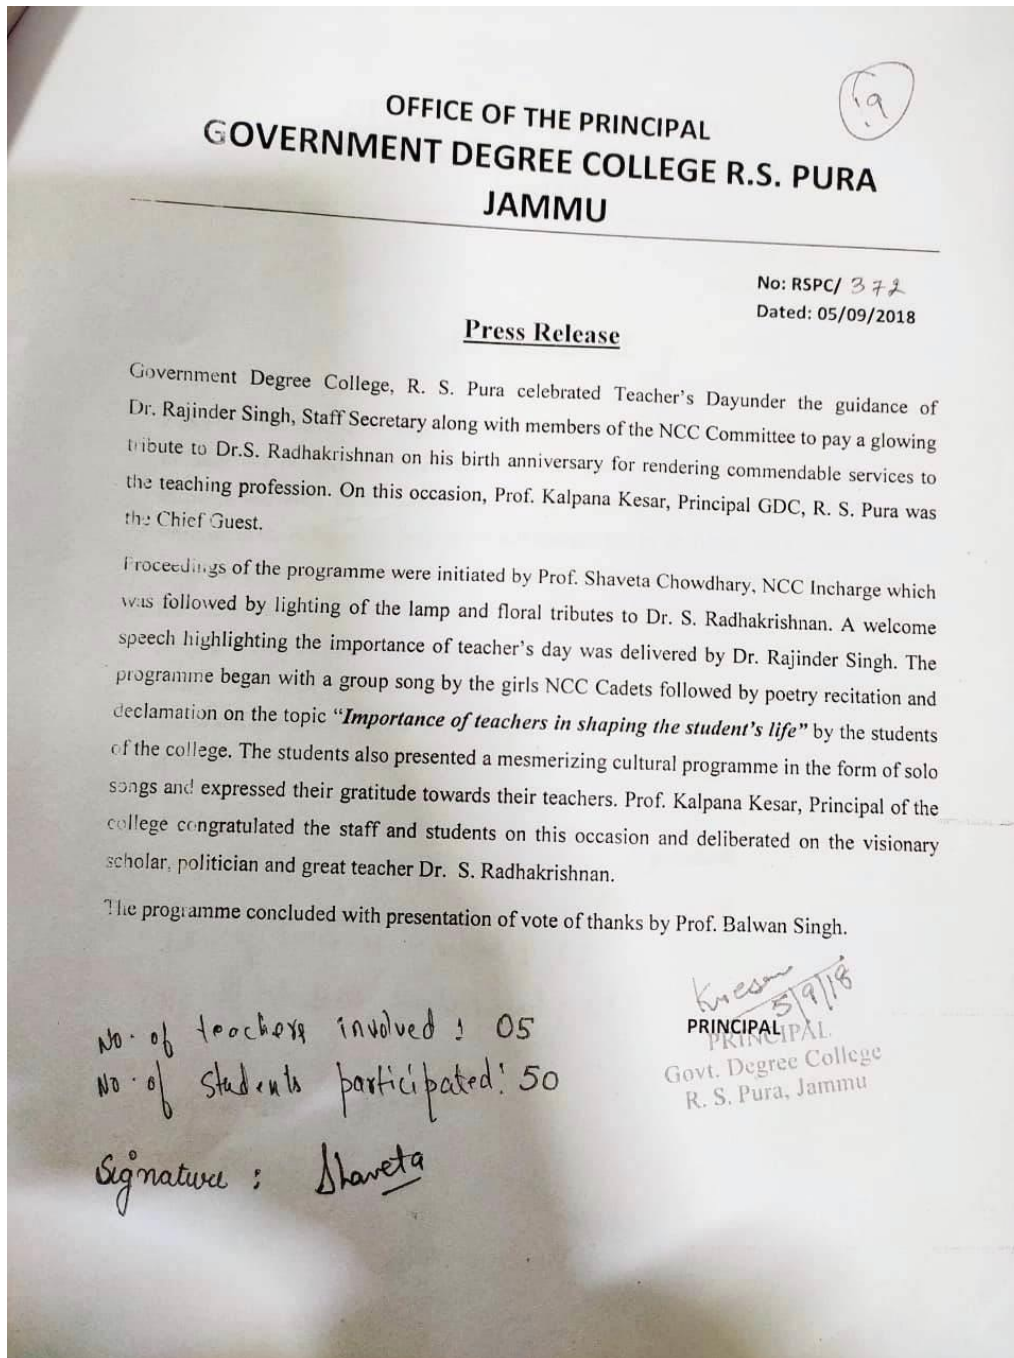 OFFICE OF THE PRINCIPAL
GOVERNMENT DEGREE COLLEGE R.S. PURA
JAMMU
No: RSPC/ 372
Dated: 05/09/2018
Press Release
Government Degree College, R. S. Pura celebrated Teacher's Dayunder the guidance of
Dr. Rajinder Singh, Staff Secretary along with members of the NCC Committee to pay a glowing
tribute to Dr.S. Radhakrishnan on his birth anniversary for rendering commendable services to
the teaching profession. On this occasion, Prof. Kalpana Kesar, Principal GDC, R. S. Pura was
the Chief Guest.
Proceedings of the programme were initiated by Prof. Shaveta Chowdhary, NCC Incharge which
was followed by lighting of the lamp and floral tributes to Dr. S. Radhakrishnan. A welcome
speech highlighting the importance of teacher's day was delivered by Dr. Rajinder Singh. The
programme began with a group song by the girls NCC Cadets followed by poetry recitation and
declamation on the topic "Importance of teachers in shaping the student's life" by the students
of the college. The students also presented a mesmerizing cultural programme in the form of solo
songs and expressed their gratitude towards their teachers. Prof. Kalpana Kesar, Principal of the
college congratulated the staff and students on this occasion and deliberated on the visionary
scholar, politician and great teacher Dr. S. Radhakrishnan.
The programme concluded with presentation of vote of thanks by Prof. Balwan Singh.
5/9/18
PRINCIPAL
PRINCIPAL
Govt. Degree College
R. S. Pura, Jammu
No. of teachers involved : 05
No. of Students participated: 50
Signature : Shaveta